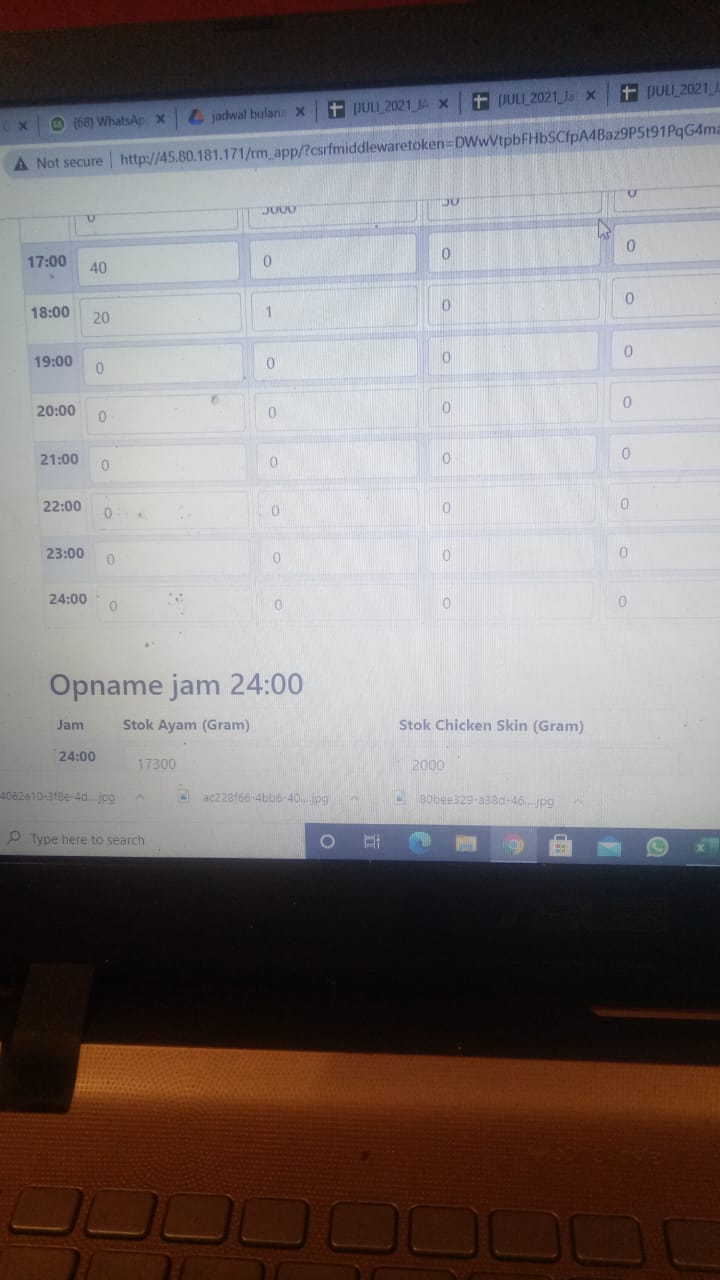 (68) WhatsAp
jadwal bulana
[JULI_2021_JA
[JULI_2021_Ja
[JULI_2021_J
Not secure | http://45.80.181.171/rm_app/?csrfmiddlewaretoken=DWwVtpbFHbSCfpA4Baz9P5t91PqG4ma
0 5000 50 0
17:00 40 0 0 0
18:00 20 1 0 0
19:00 0 0 0 0
20:00 0 0 0 0
21:00 0 0 0 0
22:00 0 0 0 0
23:00 0 0 0 0
24:00 0 0 0 0
Opname jam 24:00
Jam Stok Ayam (Gram) Stok Chicken Skin (Gram)
24:00 17300 2000
4062e10-3f8e-4d....jpg ac228f66-4bb6-40....jpg 80bee329-a38d-46....jpg
Type here to search